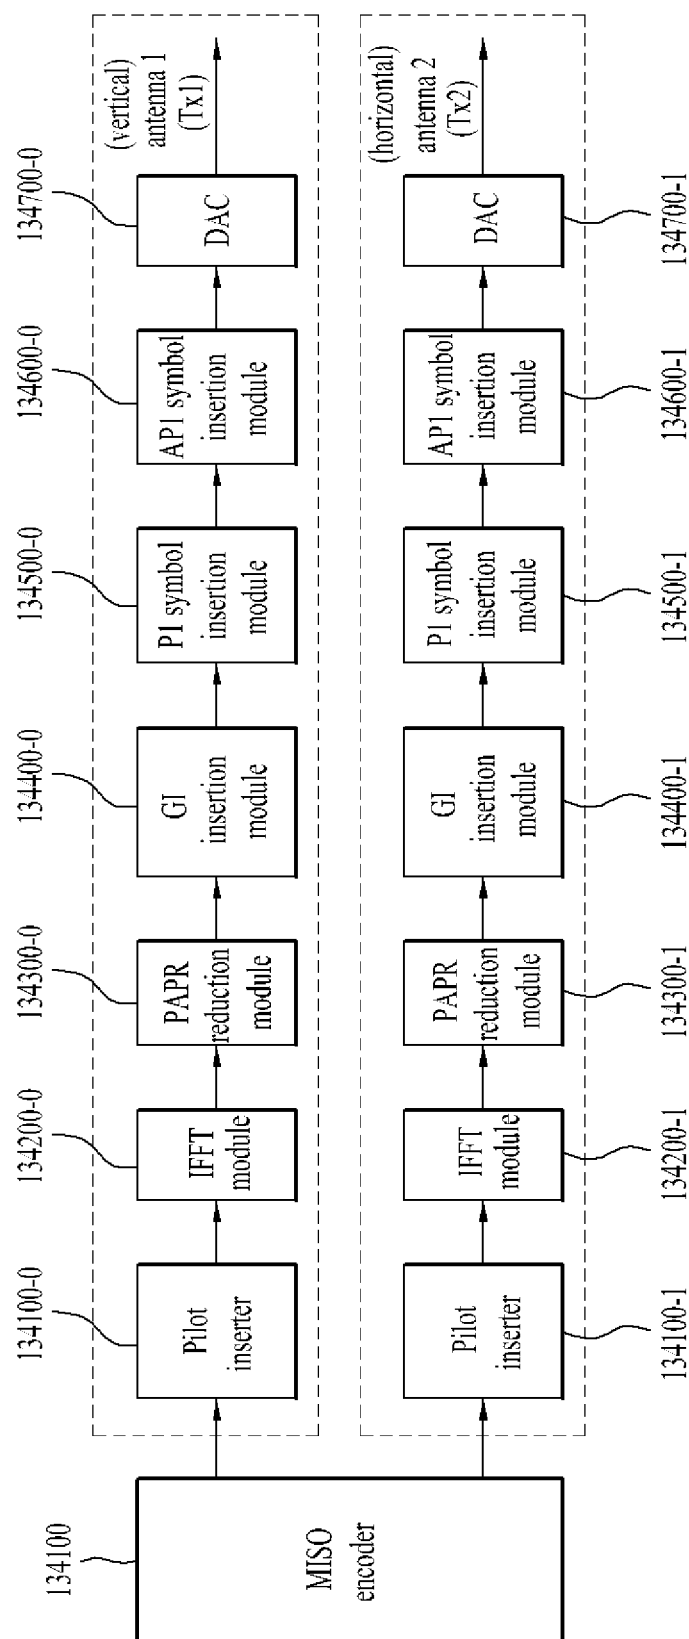 134100
MISO
encoder
134100-0
Pilot
inserter
134200-0
IFFT
module
134300-0
PAPR
reduction
module
134400-0
GI
insertion
module
134500-0
P1 symbol
insertion
module
134600-0
AP1 symbol
insertion
module
134700-0
DAC
(vertical)
antenna 1
(Tx1)
Pilot
inserter
134100-1
IFFT
module
134200-1
PAPR
reduction
module
134300-1
GI
insertion
module
134400-1
P1 symbol
insertion
module
134500-1
AP1 symbol
insertion
module
134600-1
DAC
134700-1
(horizontal)
antenna 2
(Tx2)